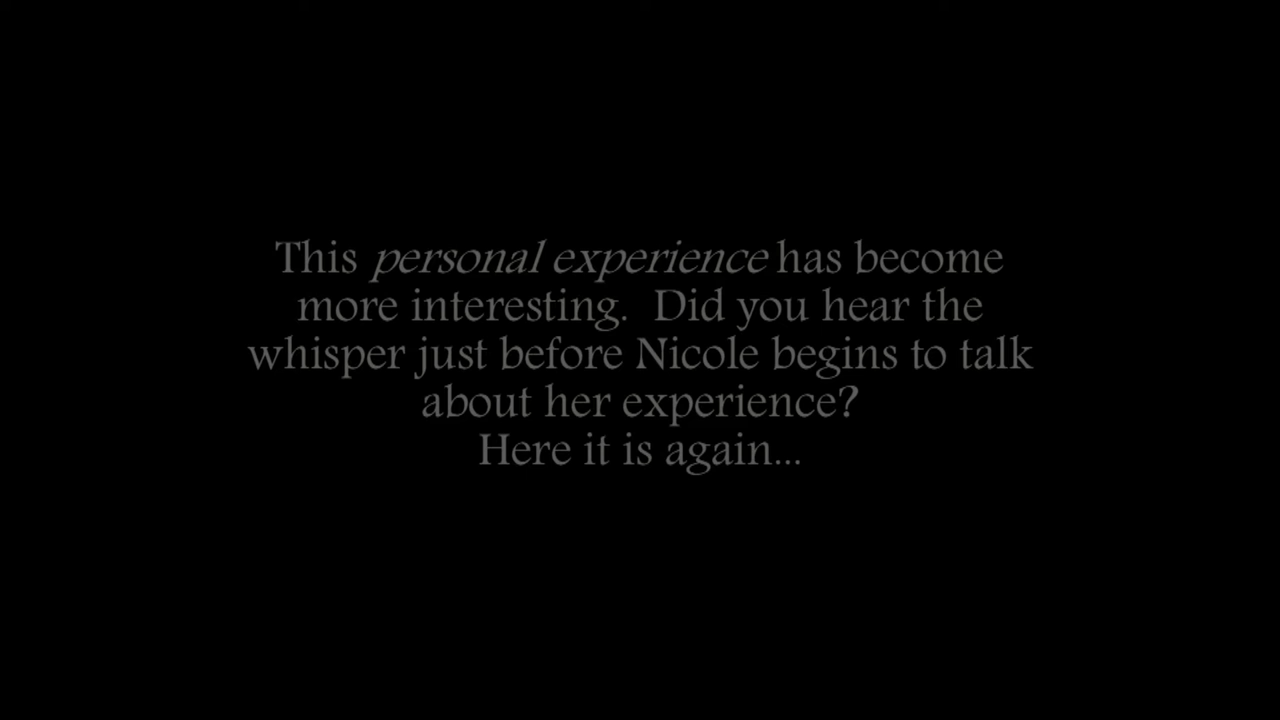 This personal experience has become
more interesting.  Did you hear the
whisper just before Nicole begins to talk
about her experience?
Here it is again...